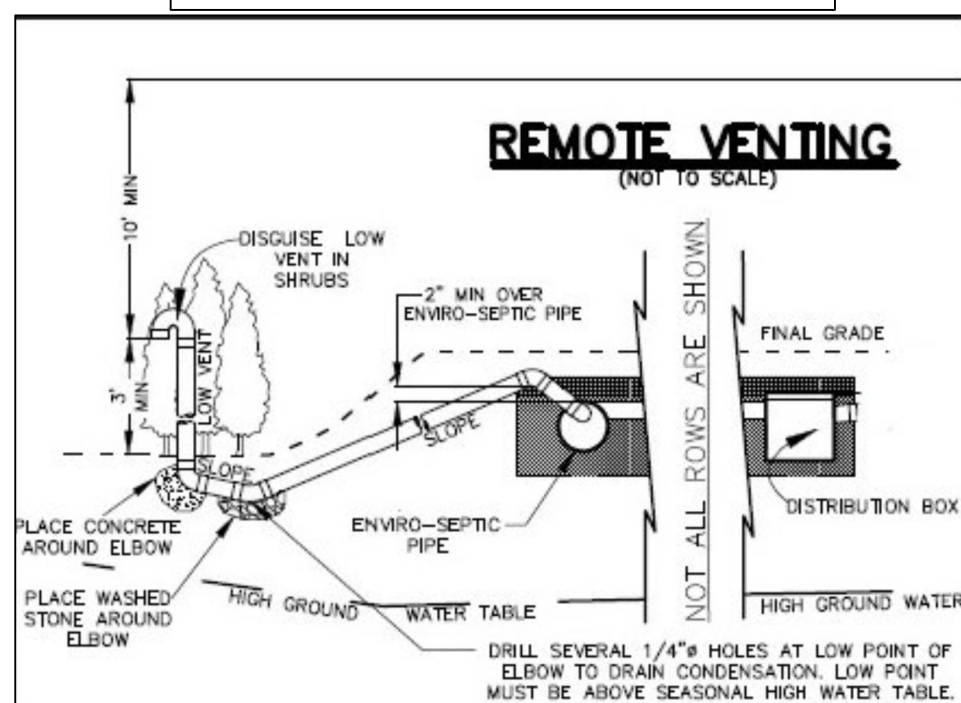 REMOTE VENTING
(NOT TO SCALE)
10' MIN
DISGUISE LOW
VENT IN
SHRUBS
2" MIN OVER
ENVIRO-SEPTIC PIPE
NOT ALL ROWS ARE SHOWN
FINAL GRADE
3'
MIN
LOW VENT
SLOPE
SLOPE
PLACE CONCRETE
AROUND ELBOW
ENVIRO-SEPTIC
PIPE
DISTRIBUTION BOX
PLACE WASHED
STONE AROUND
ELBOW
HIGH GROUND WATER TABLE
HIGH GROUND WATER
DRILL SEVERAL 1/4"ø HOLES AT LOW POINT OF
ELBOW TO DRAIN CONDENSATION. LOW POINT
MUST BE ABOVE SEASONAL HIGH WATER TABLE.